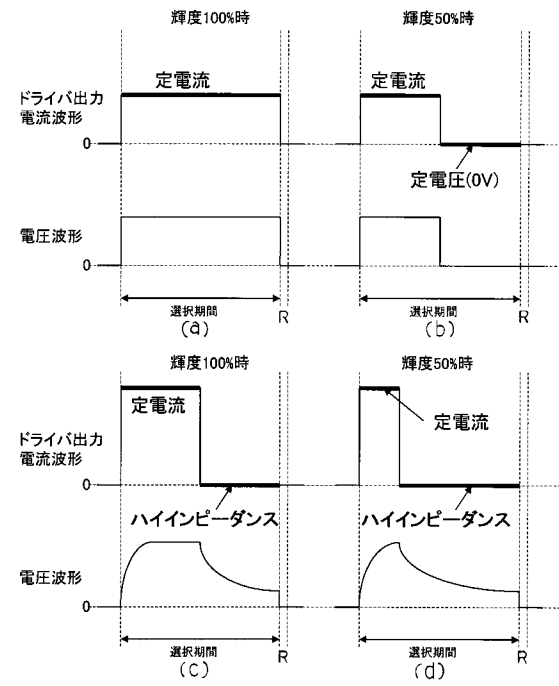 輝度100%時
輝度50%時
ドライバ出力
電流波形
定電流
定電流
0
定電圧(0V)
電圧波形
0
選択期間
R
選択期間
R
(a)
(b)
輝度100%時
輝度50%時
定電流
定電流
ドライバ出力
電流波形
0
ハイインピーダンス
ハイインピーダンス
電圧波形
0
選択期間
R
選択期間
R
(c)
(d)